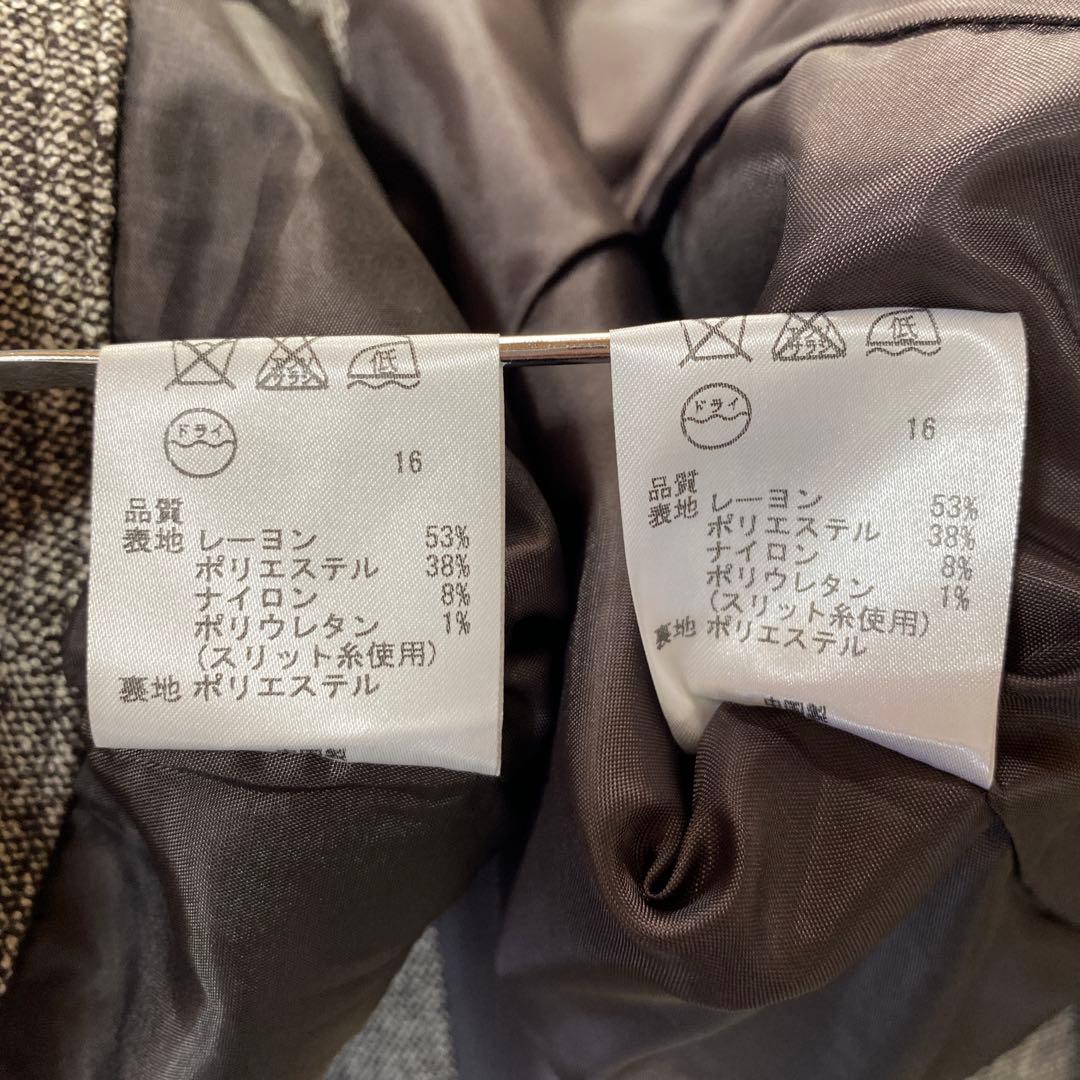 低
ドライ
16
品質
表地 レーヨン 53%
ポリエステル 38%
ナイロン 8%
ポリウレタン 1%
(スリット糸使用)
裏地 ポリエステル
低
ドライ
16
品質
表地 レーヨン 53%
ポリエステル 38%
ナイロン 8%
ポリウレタン 1%
(スリット糸使用)
裏地 ポリエステル
中国製